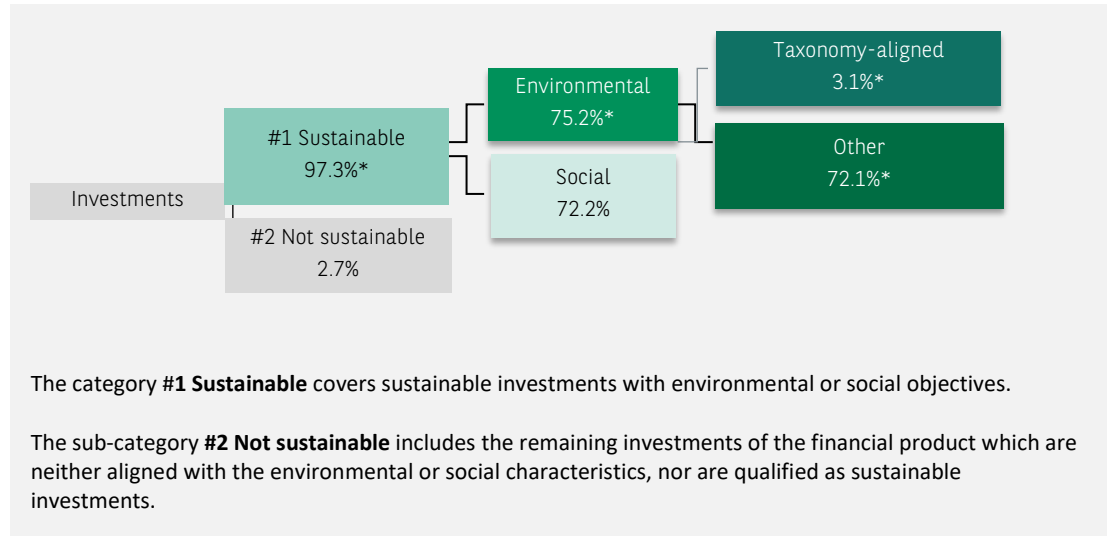 Taxonomy-aligned
3.1%*
Environmental
75.2%*
#1 Sustainable
97.3%*
Other
72.1%*
Social
72.2%
Investments
#2 Not sustainable
2.7%
The category #1 Sustainable covers sustainable investments with environmental or social objectives.
The sub-category #2 Not sustainable includes the remaining investments of the financial product which are
neither aligned with the environmental or social characteristics, nor are qualified as sustainable
investments.